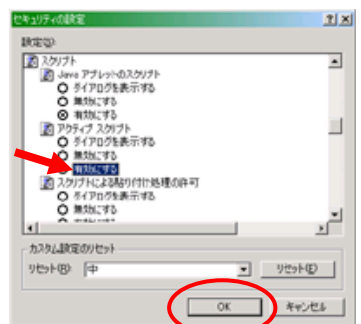 セキュリティの設定
設定(S):
スクリプト
Java アプレットのスクリプト
ダイアログを表示する
無効にする
有効にする
アクティブ スクリプト
ダイアログを表示する
無効にする
有効にする
スクリプトによる貼り付け処理の許可
ダイアログを表示する
無効にする
カスタム設定のリセット
リセット(R):
中
リセット(E)
OK
キャンセル